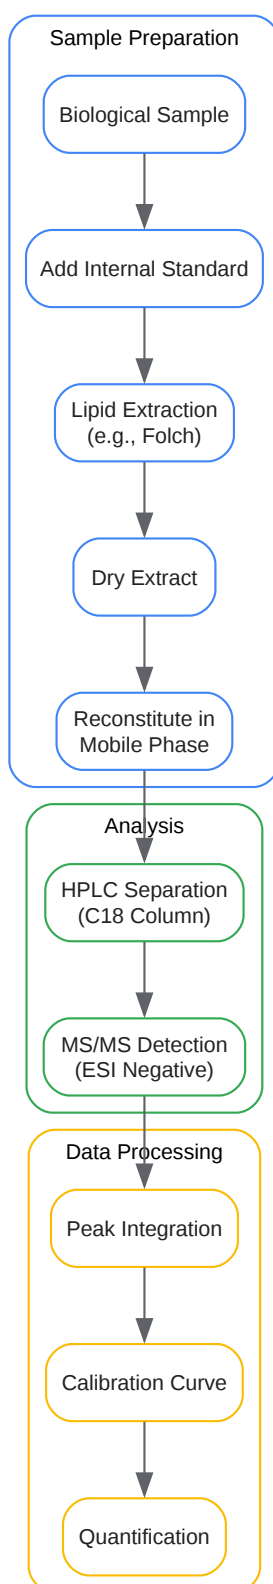 Sample Preparation
Biological Sample
Add Internal Standard
Lipid Extraction
(e.g., Folch)
Dry Extract
Reconstitute in
Mobile Phase
Analysis
HPLC Separation
(C18 Column)
MS/MS Detection
(ESI Negative)
Data Processing
Peak Integration
Calibration Curve
Quantification